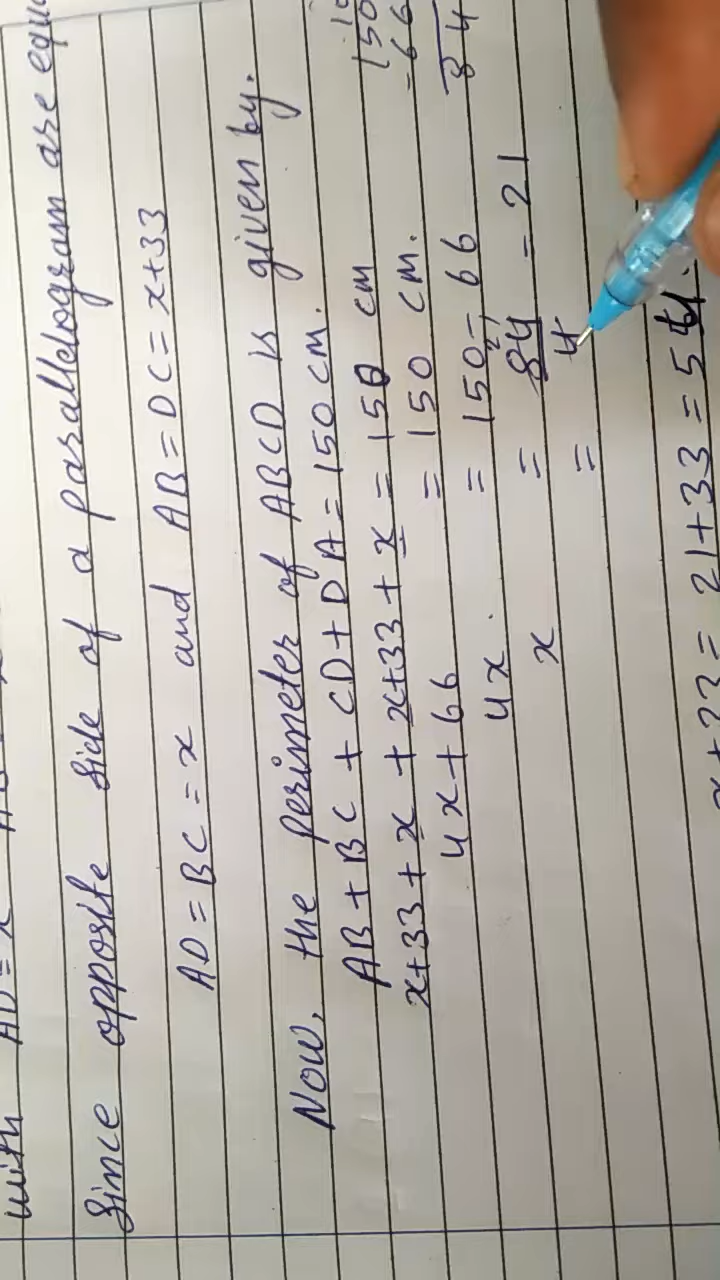 with AD = x
Since opposite side of a parallelogram are equ
AD = BC = x and AB = DC = x+33
Now, the perimeter of ABCD is given by.
AB + BC + CD + DA = 150 cm.
x+33 + x + x+33 + x = 150 cm
4x + 66 = 150 cm.
4x. = 150 - 66
x = 84/4 = 21
=
x+33 = 21+33 = 54.
150
-66
84